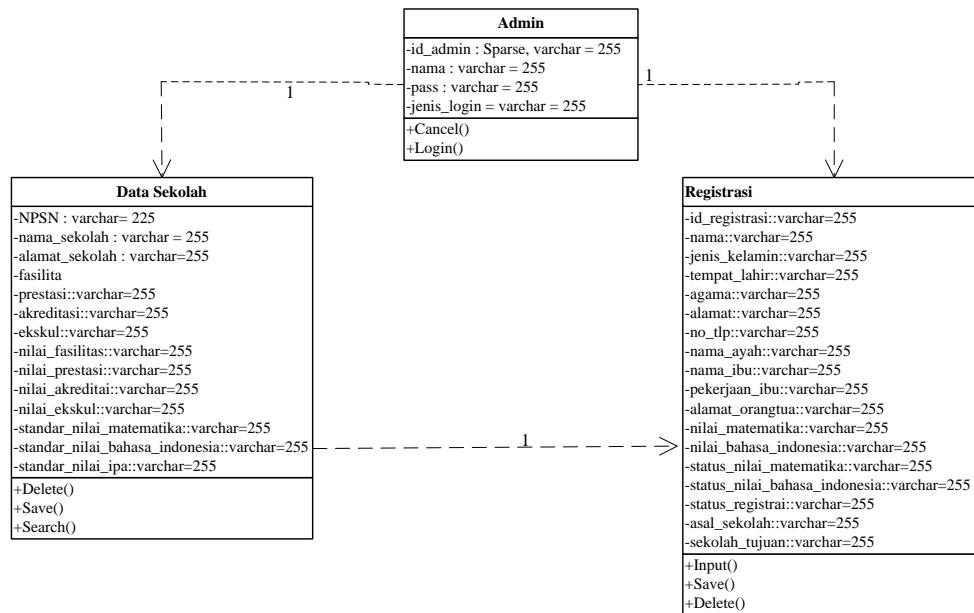 Admin
-id_admin : Sparse, varchar = 255
-nama : varchar = 255
-pass : varchar = 255
-jenis_login = varchar = 255
+Cancel()
+Login()
1
1
Data Sekolah
-NPSN : varchar= 225
-nama_sekolah : varchar = 255
-alamat_sekolah : varchar=255
-fasilita
-prestasi::varchar=255
-akreditasi::varchar=255
-ekskul::varchar=255
-nilai_fasilitas::varchar=255
-nilai_prestasi::varchar=255
-nilai_akreditai::varchar=255
-nilai_ekskul::varchar=255
-standar_nilai_matematika::varchar=255
-standar_nilai_bahasa_indonesia::varchar=255
-standar_nilai_ipa::varchar=255
+Delete()
+Save()
+Search()
1
Registrasi
-id_registrasi::varchar=255
-nama::varchar=255
-jenis_kelamin::varchar=255
-tempat_lahir::varchar=255
-agama::varchar=255
-alamat::varchar=255
-no_tlp::varchar=255
-nama_ayah::varchar=255
-nama_ibu::varchar=255
-pekerjaan_ibu::varchar=255
-alamat_orangtua::varchar=255
-nilai_matematika::varchar=255
-nilai_bahasa_indonesia::varchar=255
-status_nilai_matematika::varchar=255
-status_nilai_bahasa_indonesia::varchar=255
-status_registrai::varchar=255
-asal_sekolah::varchar=255
-sekolah_tujuan::varchar=255
+Input()
+Save()
+Delete()